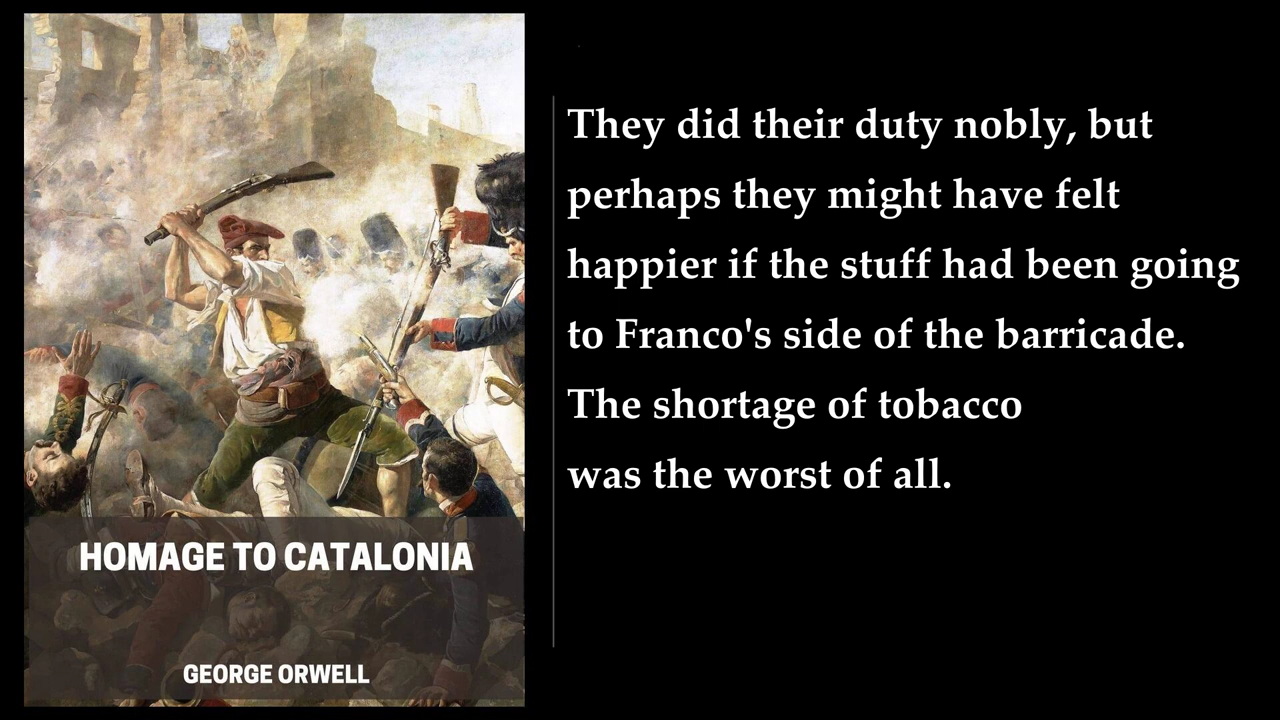 HOMAGE TO CATALONIA
GEORGE ORWELL
They did their duty nobly, but
perhaps they might have felt
happier if the stuff had been going
to Franco's side of the barricade.
The shortage of tobacco
was the worst of all.